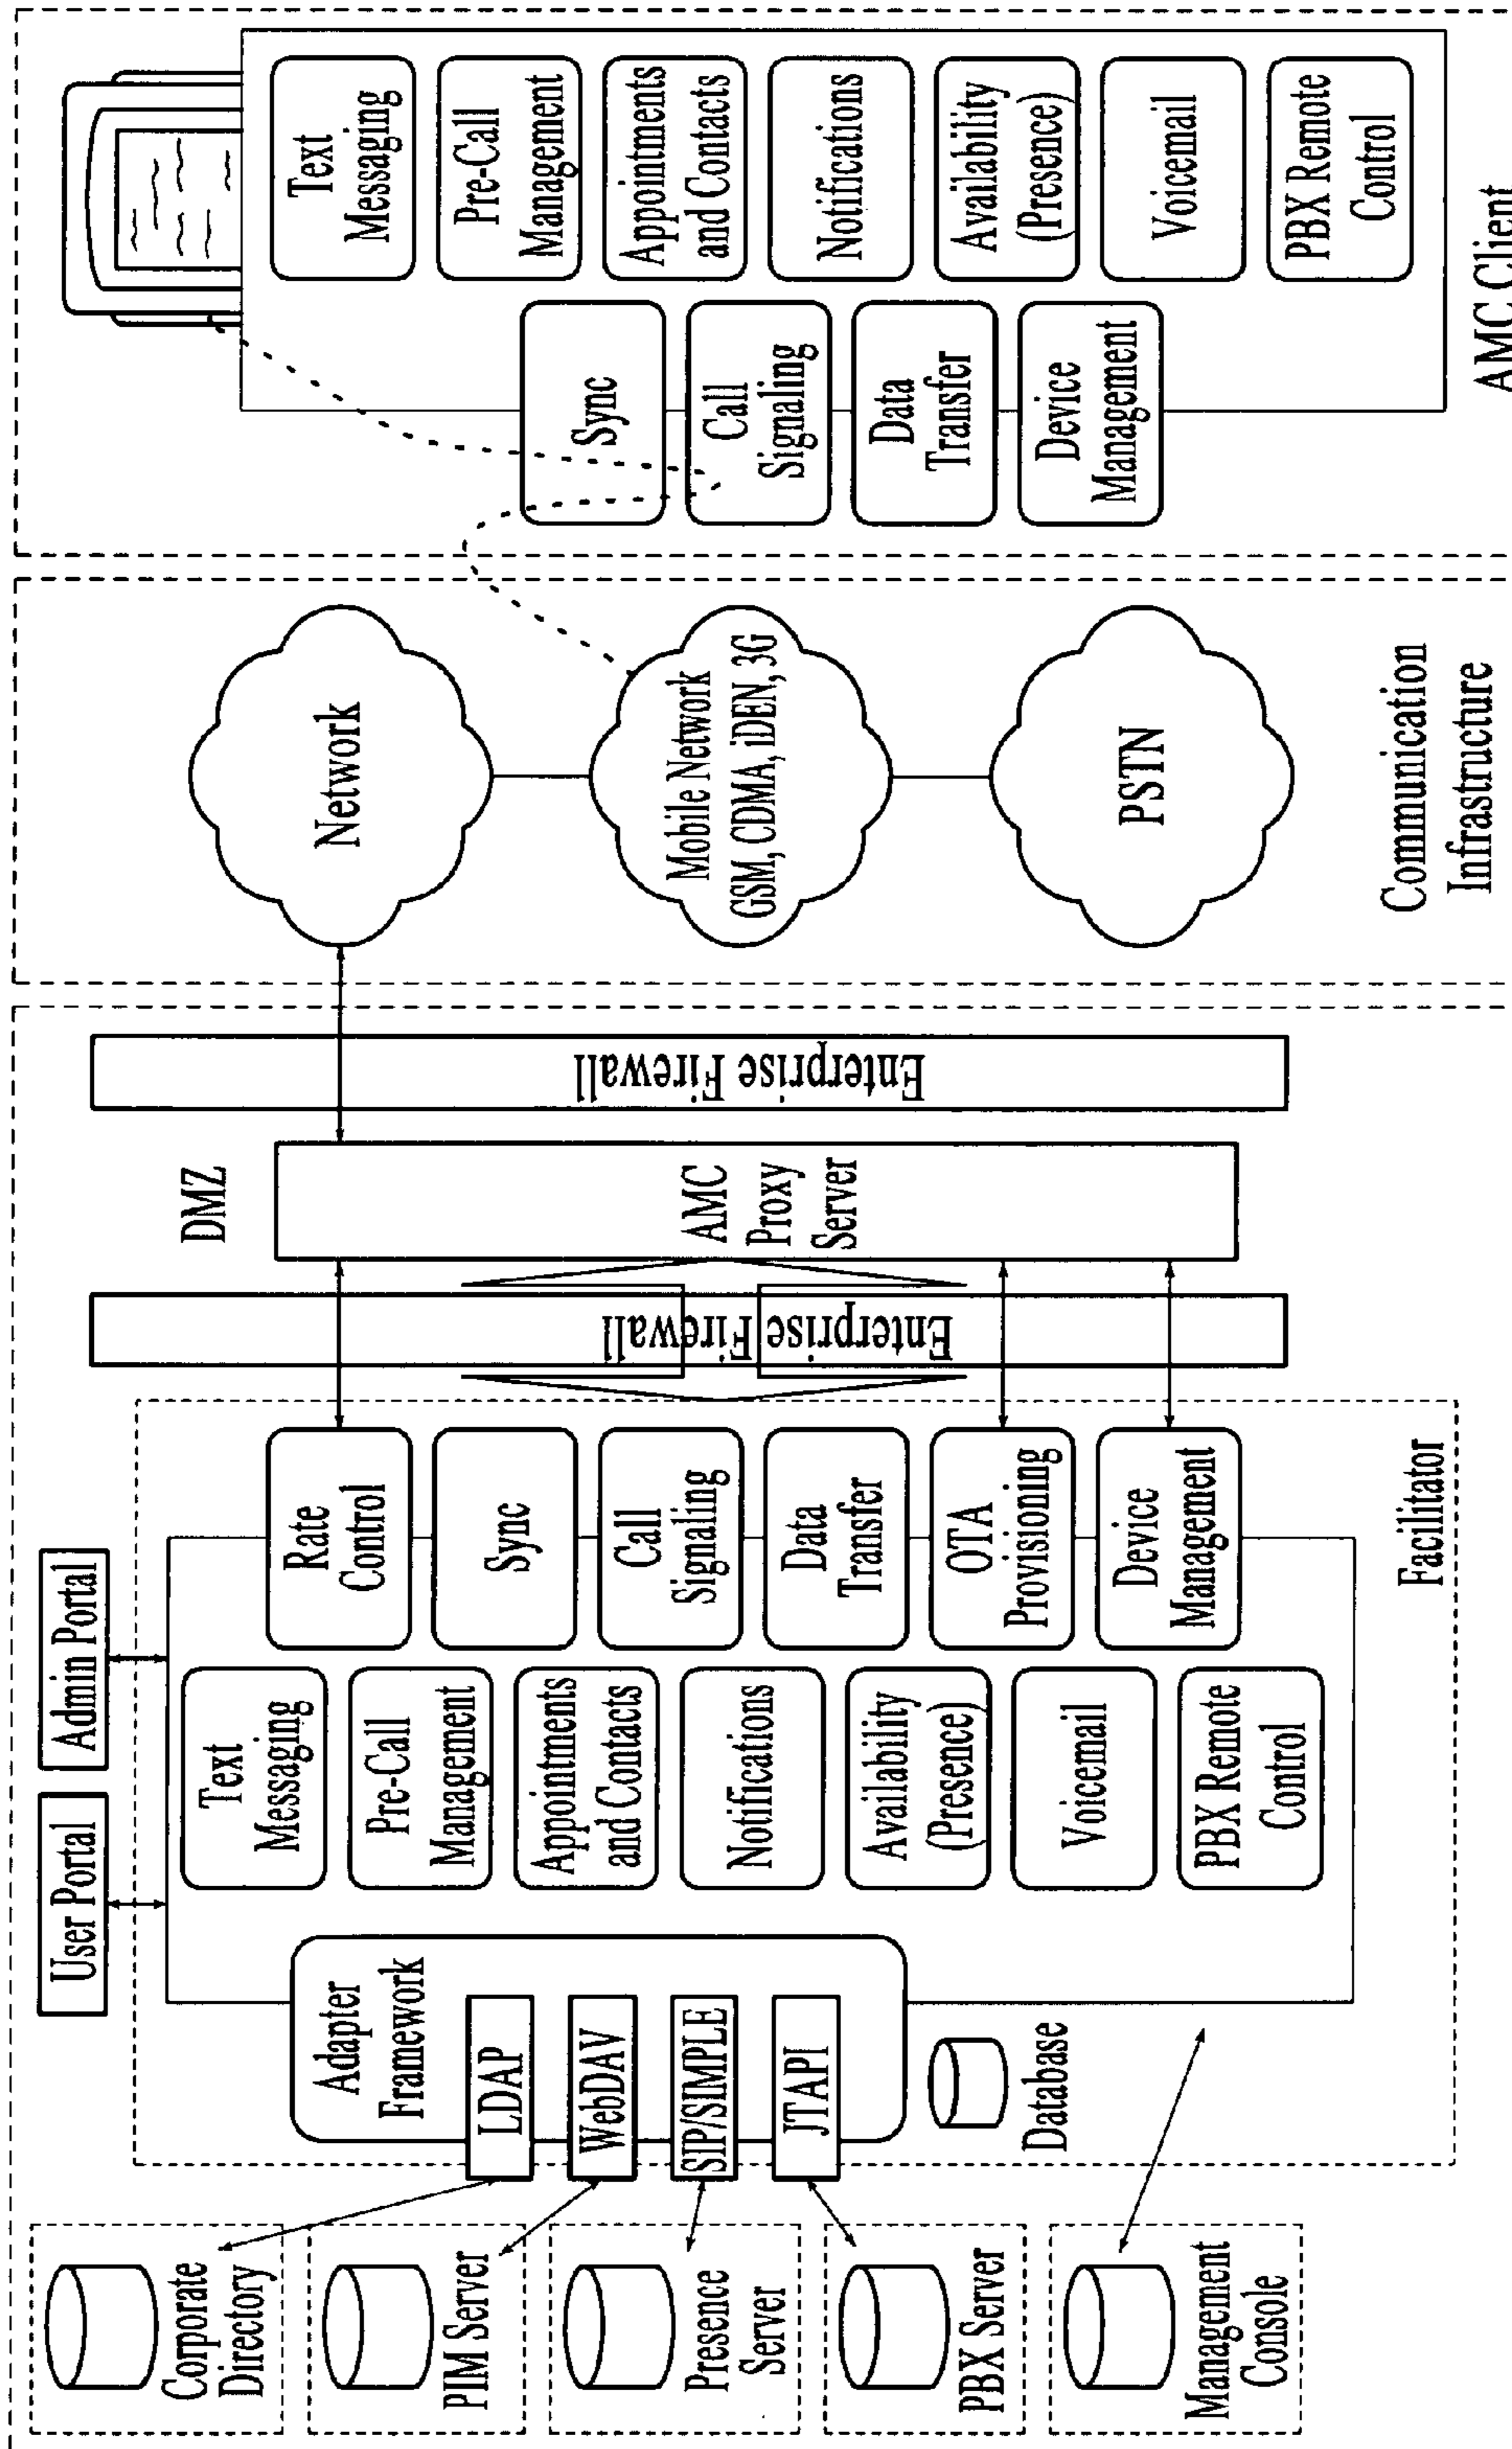 User Portal
Admin Portal
Corporate
Directory
PIM Server
Presence
Server
PBX Server
Management
Console
Adapter
Framework
LDAP
WebDAV
SIP/SIMPLE
JTAPI
Database
Text
Messaging
Pre-Call
Management
Appointments
and Contacts
Notifications
Availability
(Presence)
Voicemail
PBX Remote
Control
Rate
Control
Sync
Call
Signaling
Data
Transfer
OTA
Provisioning
Device
Management
Facilitator
Enterprise Firewall
DMZ
AMC
Proxy
Server
Enterprise Firewall
Network
Mobile Network
GSM, CDMA, iDEN, 3G
PSTN
Communication
Infrastructure
Sync
Call
Signaling
Data
Transfer
Device
Management
Text
Messaging
Pre-Call
Management
Appointments
and Contacts
Notifications
Availability
(Presence)
Voicemail
PBX Remote
Control
AMC Client